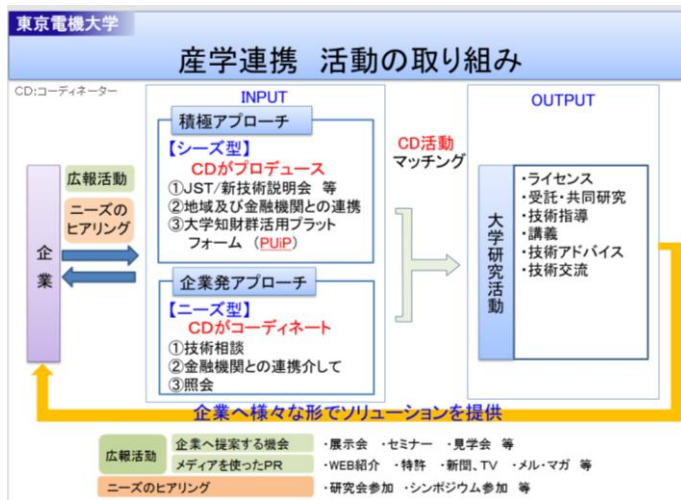 東京電機大学
産学連携 活動の取り組み
CD:コーディネーター
INPUT
OUTPUT
積極アプローチ
【シーズ型】
CDがプロデュース
①JST/新技術説明会 等
②地域及び金融機関との連携
③大学知財群活用プラット
フォーム (PUiP)
企業発アプローチ
【ニーズ型】
CDがコーディネート
①技術相談
②金融機関との連携介して
③照会
広報活動
ニーズの
ヒアリング
企業
CD活動
マッチング
大学研究活動
・ライセンス
・受託・共同研究
・技術指導
・講義
・技術アドバイス
・技術交流
企業へ様々な形でソリューションを提供
広報活動
企業へ提案する機会
・展示会 ・セミナー ・見学会 等
メディアを使ったPR
・WEB紹介 ・特許 ・新聞、TV ・メル・マガ 等
ニーズのヒアリング
・研究会参加 ・シンポジウム参加 等